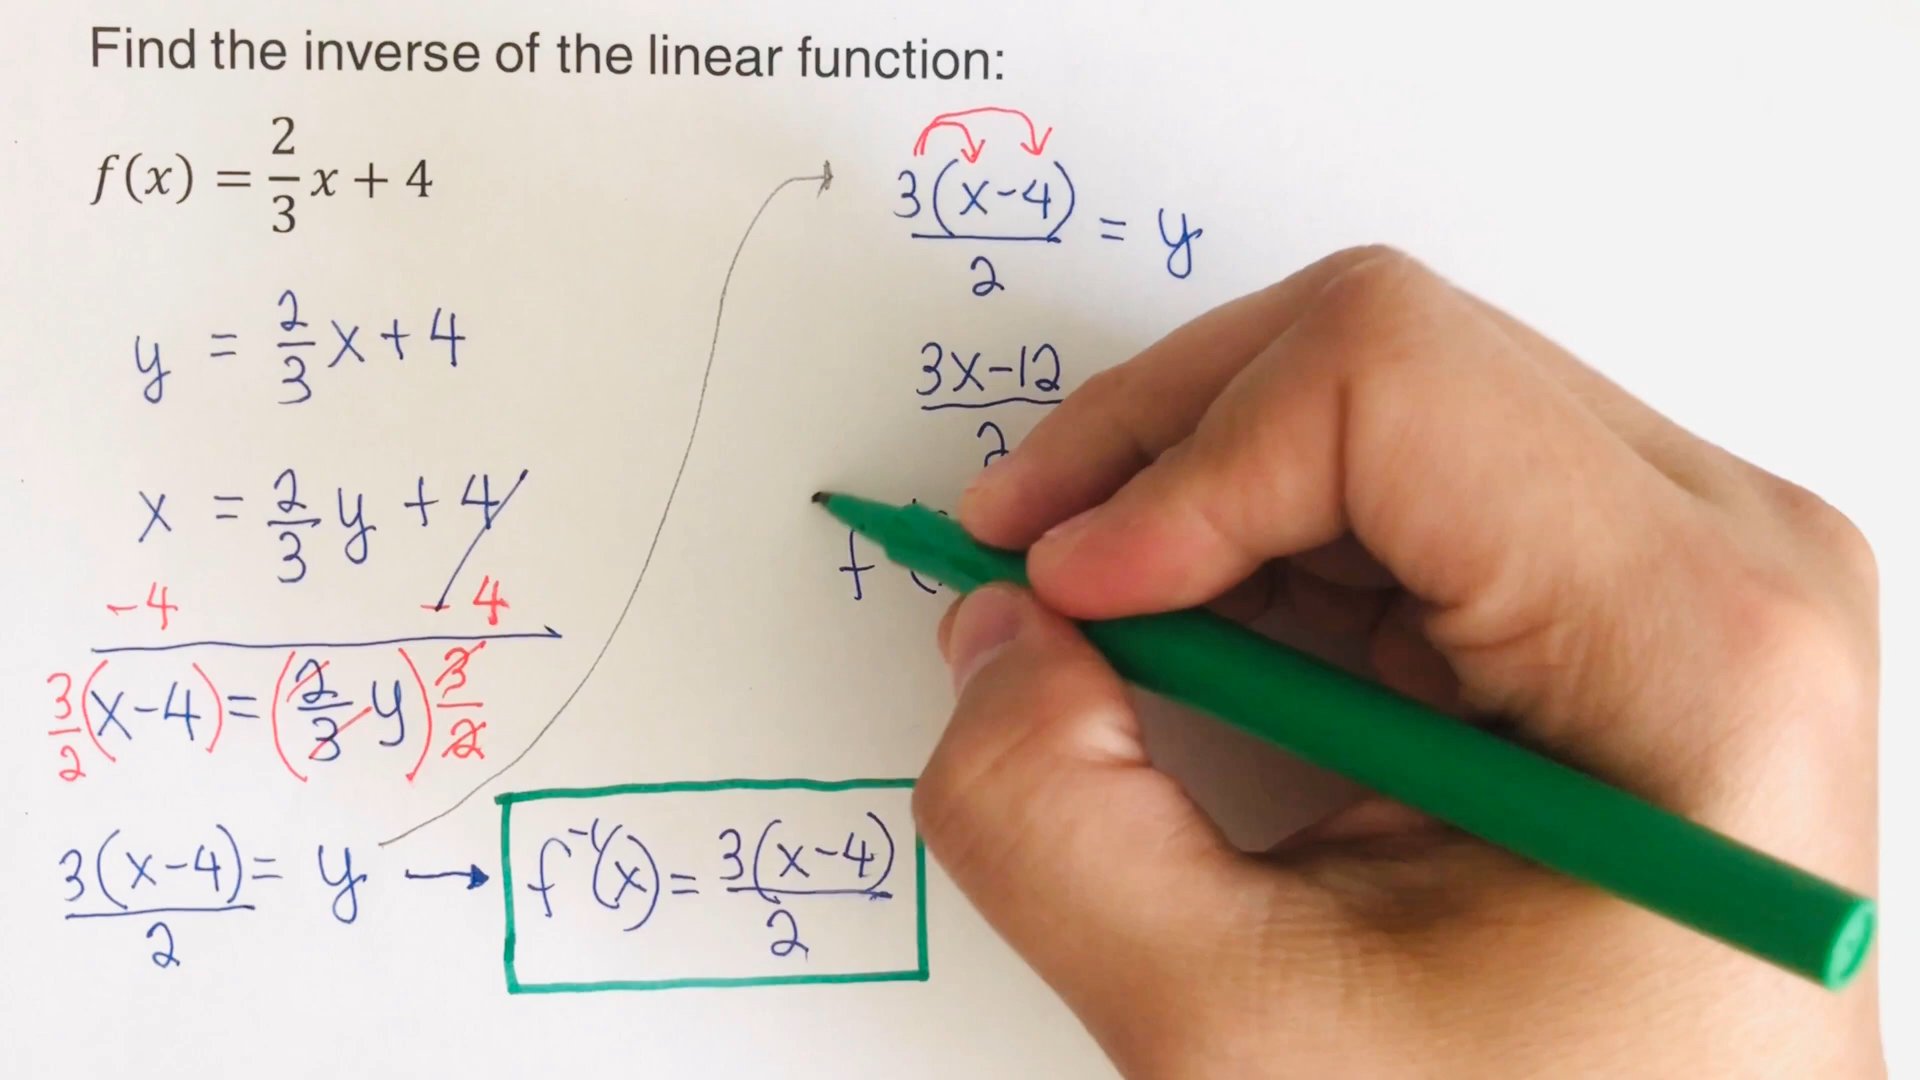 Find the inverse of the linear function:
f(x) = 2/3 x + 4
y = 2/3 x + 4
x = 2/3 y + 4
-4 - 4
3/2 (x-4) = (2/3 y) 3/2
3(x-4)/2 = y → f⁻¹(x) = 3(x-4)/2
3(x-4)/2 = y
3x-12/2
f